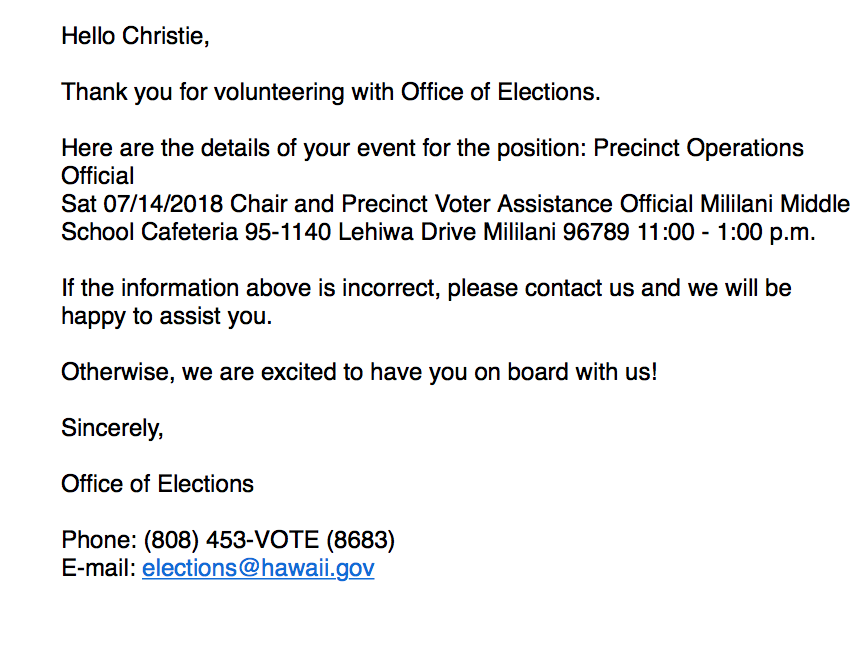 Hello Christie,
Thank you for volunteering with Office of Elections.
Here are the details of your event for the position: Precinct Operations
Official
Sat 07/14/2018 Chair and Precinct Voter Assistance Official Mililani Middle
School Cafeteria 95-1140 Lehiwa Drive Mililani 96789 11:00 - 1:00 p.m.
If the information above is incorrect, please contact us and we will be
happy to assist you.
Otherwise, we are excited to have you on board with us!
Sincerely,
Office of Elections
Phone: (808) 453-VOTE (8683)
E-mail: elections@hawaii.gov